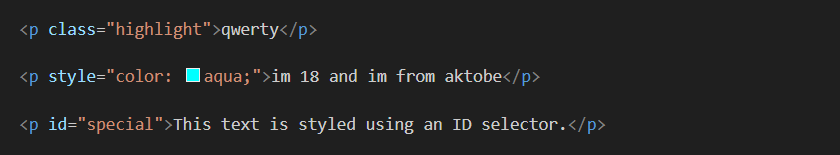 <p class="highlight">qwerty</p>
<p style="color: aqua;">im 18 and im from aktobe</p>
<p id="special">This text is styled using an ID selector.</p>